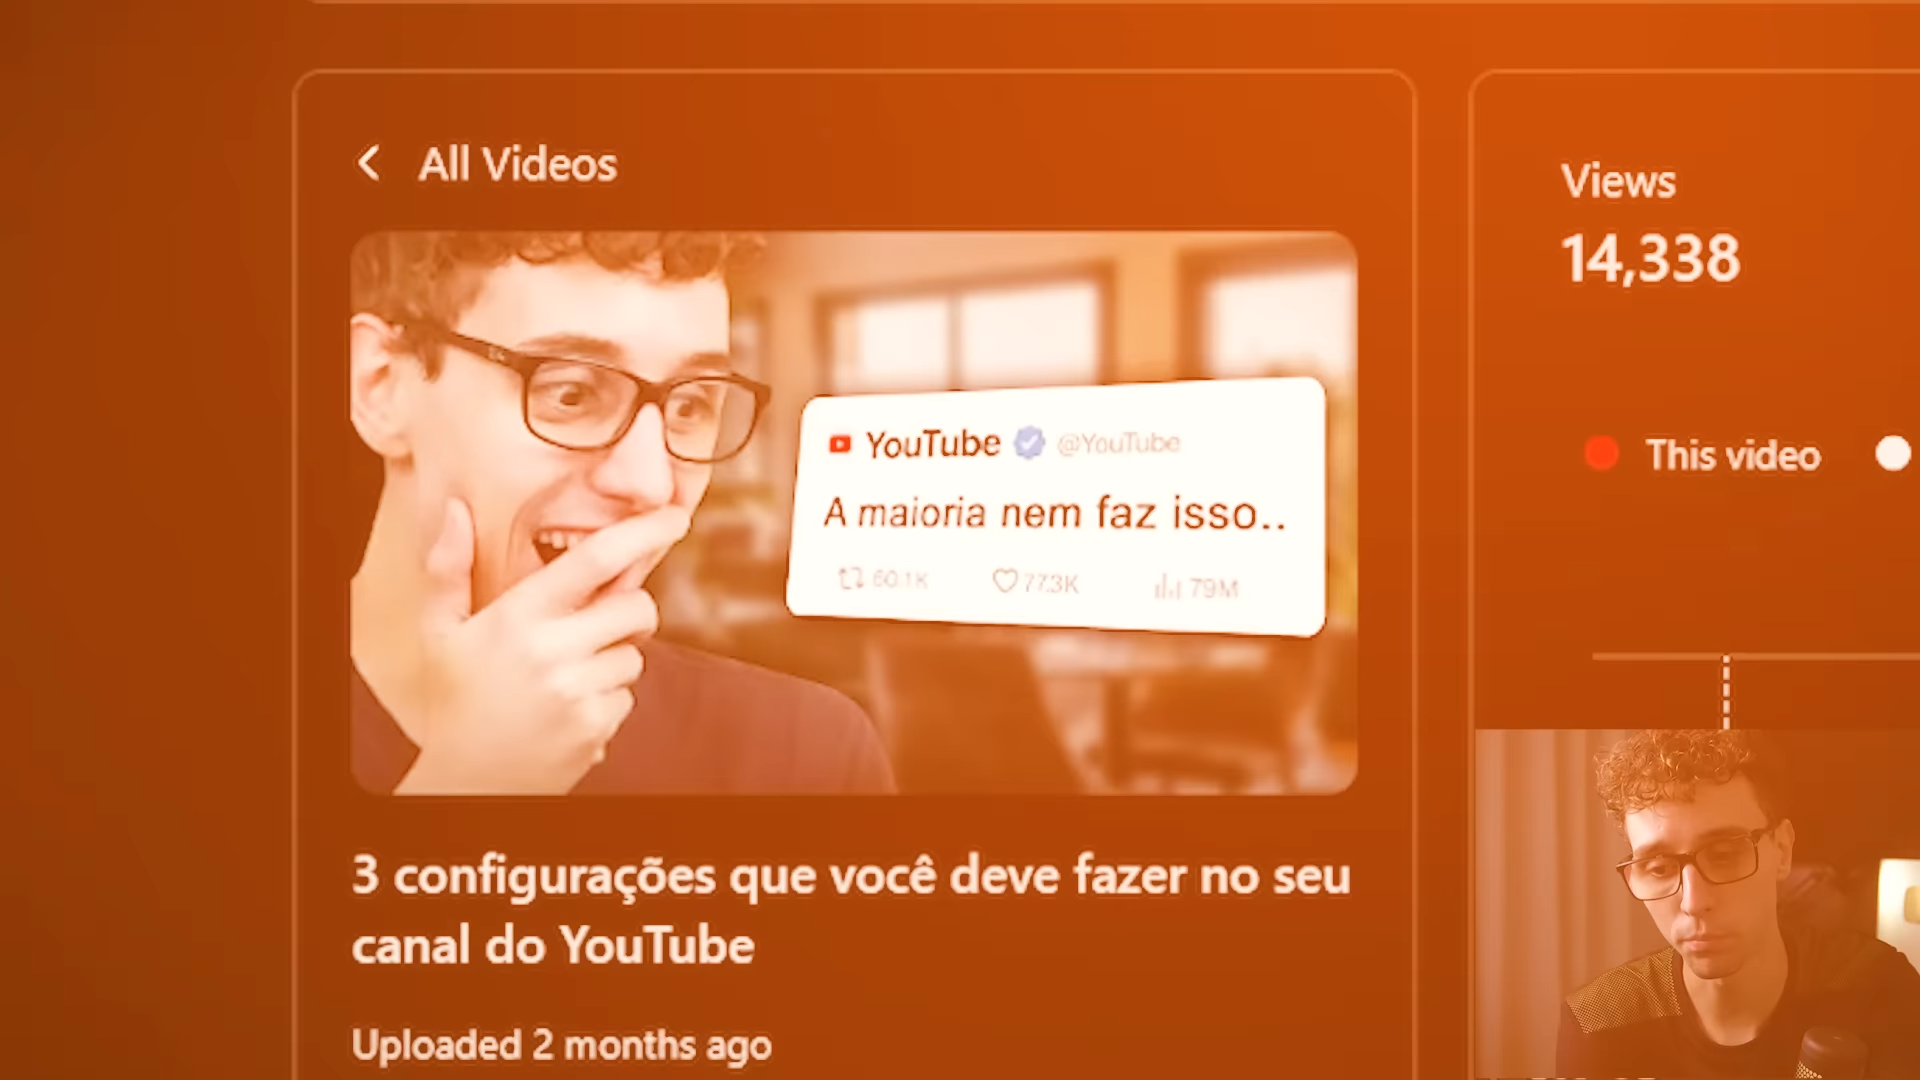 All Videos
YouTube @YouTube
A maioria nem faz isso..
60.1K 77.3K 79M
3 configurações que você deve fazer no seu
canal do YouTube
Uploaded 2 months ago
Views
14,338
This video